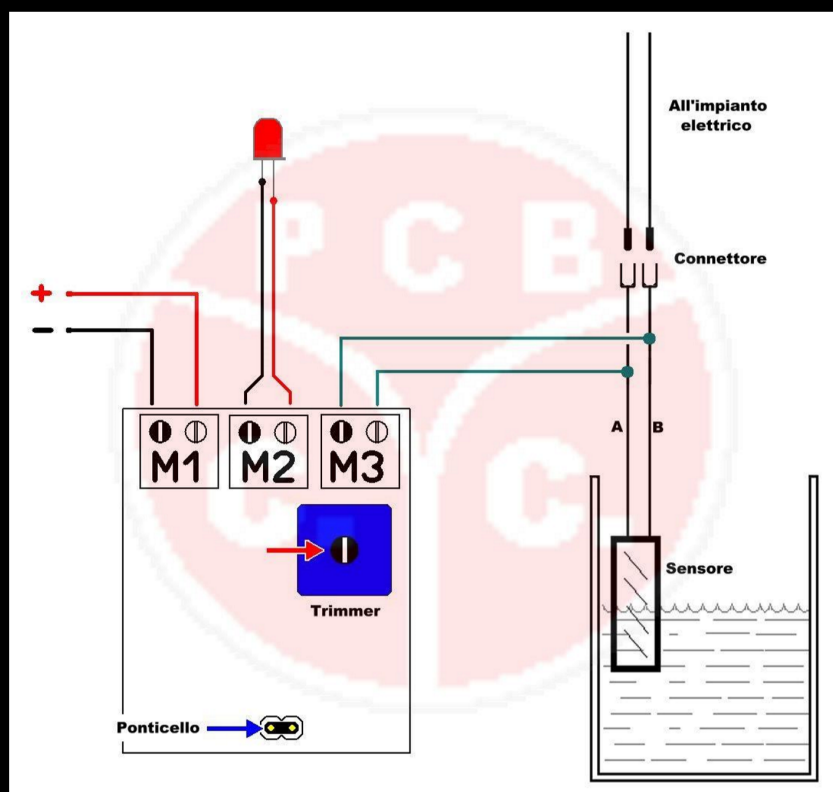 All'impianto
elettrico
P C B
Connettore
+
−
A B
M1 M2 M3
C. C.
Sensore
Trimmer
Ponticello